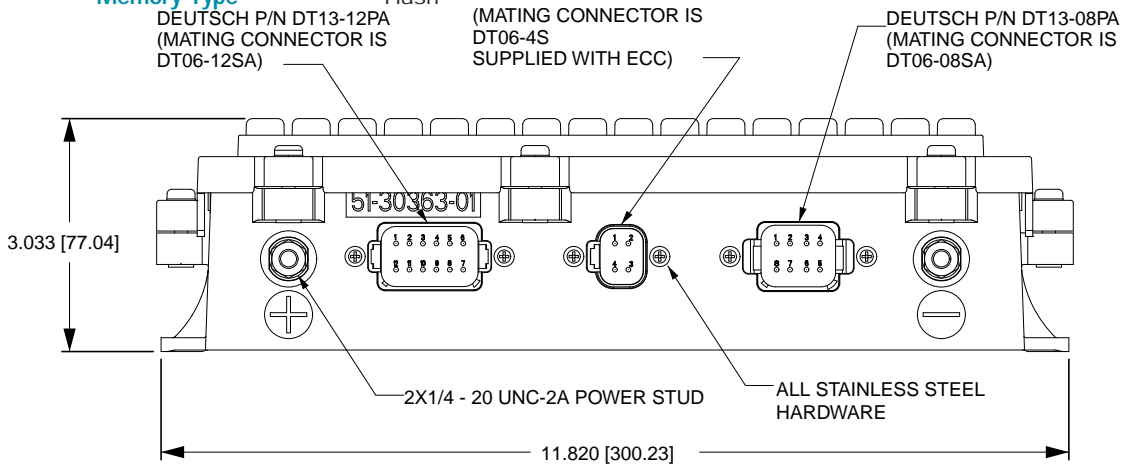 Memory Type Flash
DEUTSCH P/N DT13-12PA
(MATING CONNECTOR IS
DT06-12SA)
(MATING CONNECTOR IS
DT06-4S
SUPPLIED WITH ECC)
DEUTSCH P/N DT13-08PA
(MATING CONNECTOR IS
DT06-08SA)
51-30363-01
3.033 [77.04]
1 2 3 4 5 6
12 11 10 9 8 7
1 2
4 3
1 2 3 4
8 7 6 5
2X1/4 - 20 UNC-2A POWER STUD
ALL STAINLESS STEEL
HARDWARE
11.820 [300.23]